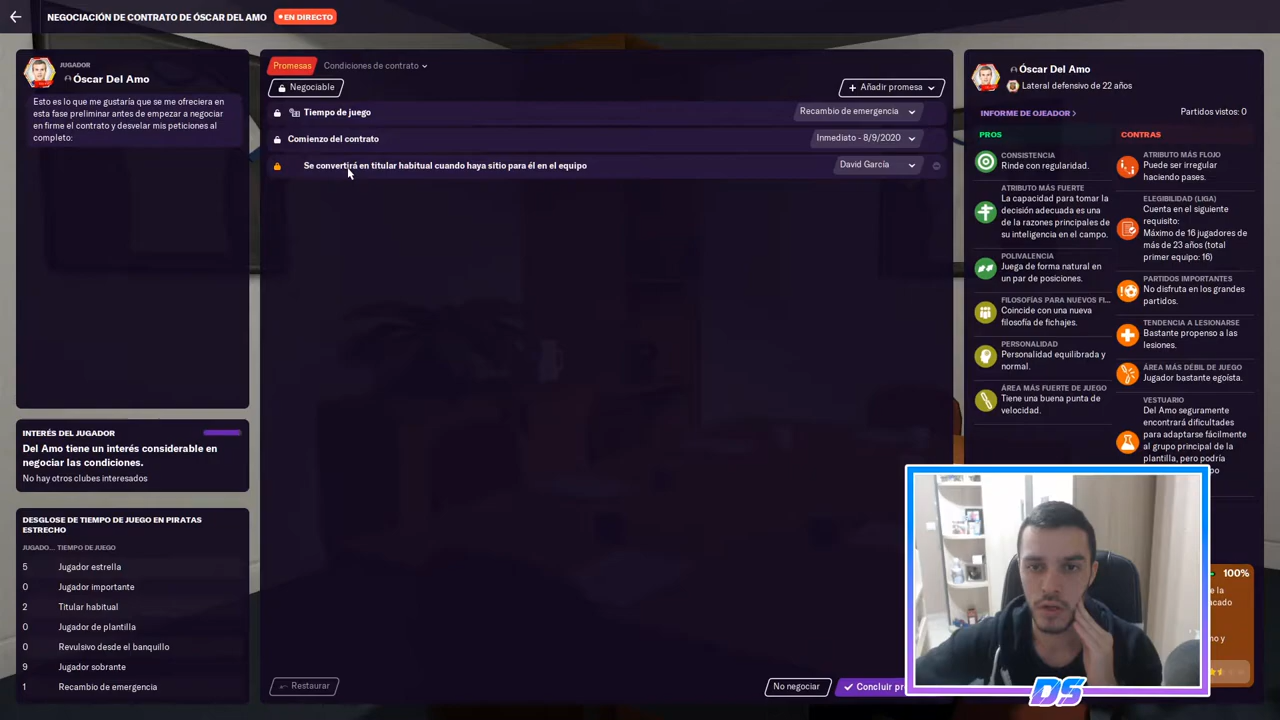 NEGOCIACIÓN DE CONTRATO DE ÓSCAR DEL AMO
EN DIRECTO
JUGADOR
Óscar Del Amo
Esto es lo que me gustaría que se me ofreciera en
esta fase preliminar antes de empezar a negociar
en firme el contrato y desvelar mis peticiones al
completo:
INTERÉS DEL JUGADOR
Del Amo tiene un interés considerable en
negociar las condiciones.
No hay otros clubes interesados
DESGLOSE DE TIEMPO DE JUEGO EN PIRATAS
ESTRECHO
JUGADO... TIEMPO DE JUEGO
5 Jugador estrella
0 Jugador importante
2 Titular habitual
0 Jugador de plantilla
0 Revulsivo desde el banquillo
9 Jugador sobrante
1 Recambio de emergencia
Promesas
Condiciones de contrato
Negociable
Añadir promesa
Tiempo de juego
Recambio de emergencia
Comienzo del contrato
Inmediato - 8/9/2020
Se convertirá en titular habitual cuando haya sitio para él en el equipo
David García
Restaurar
No negociar
Concluir pr
Óscar Del Amo
Lateral defensivo de 22 años
INFORME DE OJEADOR >
Partidos vistos: 0
PROS
CONSISTENCIA
Rinde con regularidad.
ATRIBUTO MÁS FUERTE
La capacidad para tomar la
decisión adecuada es una
de la razones principales de
su inteligencia en el campo.
POLIVALENCIA
Juega de forma natural en
un par de posiciones.
FILOSOFÍAS PARA NUEVOS FI...
Coincide con una nueva
filosofía de fichajes.
PERSONALIDAD
Personalidad equilibrada y
normal.
ÁREA MÁS FUERTE DE JUEGO
Tiene una buena punta de
velocidad.
CONTRAS
ATRIBUTO MÁS FLOJO
Puede ser irregular
haciendo pases.
ELEGIBILIDAD (LIGA)
Cuenta en el siguiente
requisito:
Máximo de 16 jugadores de
más de 23 años (total
primer equipo: 16)
PARTIDOS IMPORTANTES
No disfruta en los grandes
partidos.
TENDENCIA A LESIONARSE
Bastante propenso a las
lesiones.
ÁREA MÁS DÉBIL DE JUEGO
Jugador bastante egoísta.
VESTUARIO
Del Amo seguramente
encontrará dificultades
para adaptarse fácilmente
al grupo principal de la
plantilla, pero podría
100%
DS